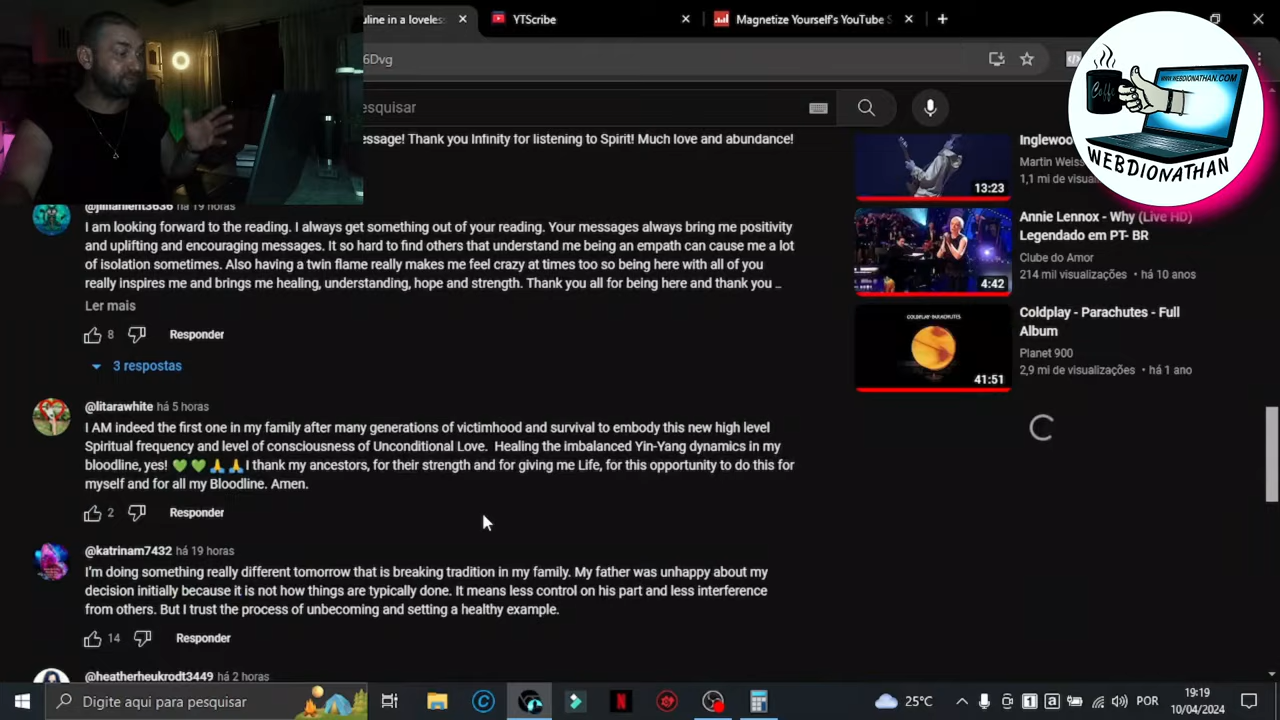 uline in a loveles
YTScribe
Magnetize Yourself's YouTube S
6Dvg
esquisar
WWW.WEBDIONATHAN.COM
Coffe
WEBDIONATHAN
essage! Thank you Infinity for listening to Spirit! Much love and abundance!
@jillanient3636 há 19 horas
I am looking forward to the reading. I always get something out of your reading. Your messages always bring me positivity
and uplifting and encouraging messages. It so hard to find others that understand me being an empath can cause me a lot
of isolation sometimes. Also having a twin flame really makes me feel crazy at times too so being here with all of you
really inspires me and brings me healing, understanding, hope and strength. Thank you all for being here and thank you ..
Ler mais
8
Responder
3 respostas
@litarawhite há 5 horas
I AM indeed the first one in my family after many generations of victimhood and survival to embody this new high level
Spiritual frequency and level of consciousness of Unconditional Love. Healing the imbalanced Yin-Yang dynamics in my
bloodline, yes! 💚 💚 🙏 🙏 I thank my ancestors, for their strength and for giving me Life, for this opportunity to do this for
myself and for all my Bloodline. Amen.
2
Responder
@katrinam7432 há 19 horas
I'm doing something really different tomorrow that is breaking tradition in my family. My father was unhappy about my
decision initially because it is not how things are typically done. It means less control on his part and less interference
from others. But I trust the process of unbecoming and setting a healthy example.
14
Responder
@heatherheukrodt3449 há 2 horas
Inglewoo
Martin Weiss
1,1 mi de visua
13:23
Annie Lennox - Why (Live HD)
Legendado em PT- BR
Clube do Amor
214 mil visualizações • há 10 anos
4:42
Coldplay - Parachutes - Full
Album
Planet 900
2,9 mi de visualizações • há 1 ano
COLDPLAY·PARACHUTES
41:51
Digite aqui para pesquisar
25°C
POR
19:19
10/04/2024